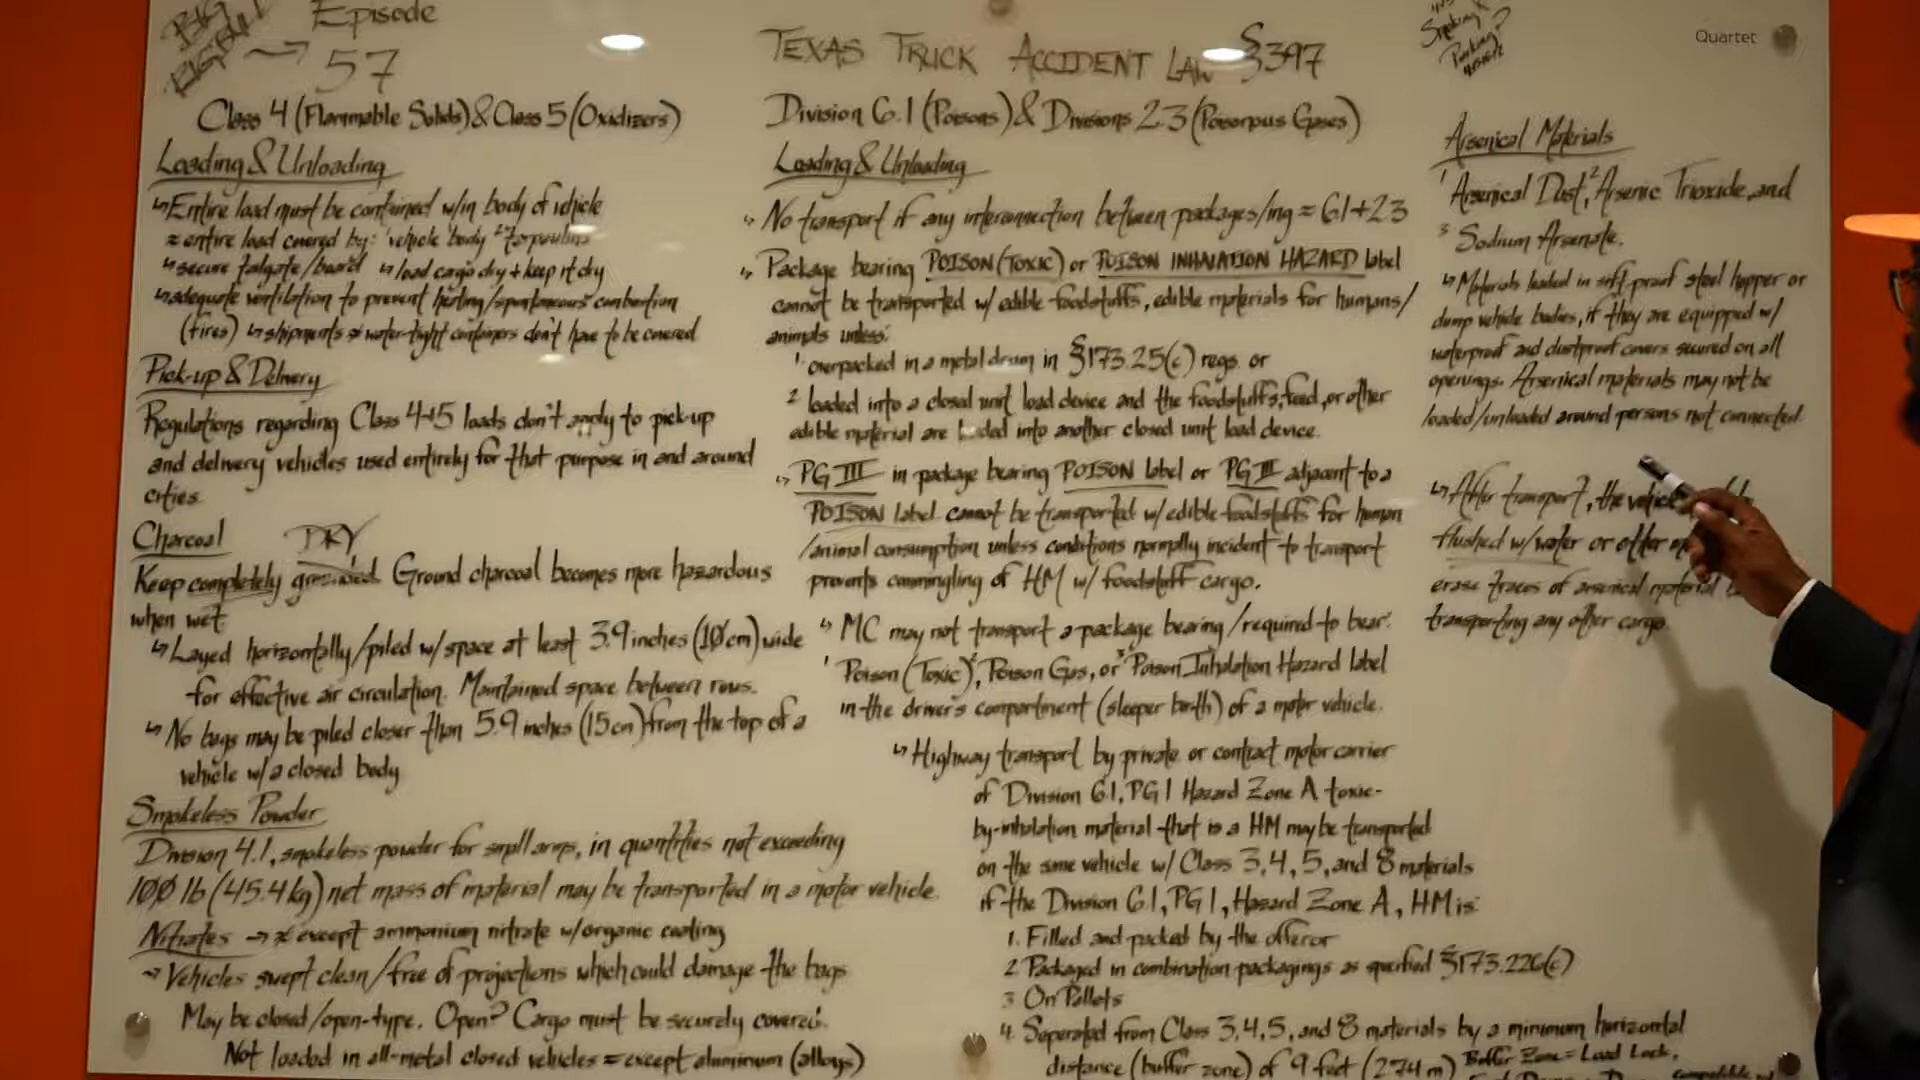 Episode
57
TEXAS TRUCK ACCIDENT LAW §397
Smoking &
Parking?
Quartet
Class 4 (Flammable Solids) & Class 5 (Oxidizers)
Loading & Unloading
↳ Entire load must be contained w/in body of vehicle
= entire load covered by: ¹vehicle body ²tarpaulins
↳ secure tailgate/board ↳ load cargo dry + keep it dry
↳ adequate ventilation to prevent heating/spontaneous combustion
(fires) ↳ shipments water-tight containers don't have to be covered
Pick-up & Delivery
Regulations regarding Class 4+5 loads don't apply to pick-up
and delivery vehicles used entirely for that purpose in and around
cities.
Charcoal
DRY
Keep completely Ground charcoal becomes more hazardous
when wet.
↳ Layed horizontally/piled w/space at least 3.9 inches (10cm) wide
for effective air circulation. Maintained space between rows.
↳ No bags may be piled closer than 5.9 inches (15cm) from the top of a
vehicle w/a closed body
Smokeless Powder
Division 4.1, smokeless powder for small arms, in quantities not exceeding
100 lb (45.4 kg) net mass of material may be transported in a motor vehicle.
Nitrates → except ammonium nitrate w/organic coating
→ Vehicles swept clean/free of projections which could damage the bags
May be closed/open-type. Open? Cargo must be securely covered.
Not loaded in all-metal closed vehicles = except aluminum (alloys)
Division 6.1 (Poisons) & Divisions 2.3 (Poisonous Gases)
Loading & Unloading
↳ No transport if any interconnection between packages/ing = 6.1+2.3
↳ Package bearing POISON (TOXIC) or POISON INHALATION HAZARD label
cannot be transported w/ edible foodstuffs, edible materials for humans/
animals unless:
1. overpacked in a metal drum in §173.25(c) regs. or
2 loaded into a closed unit load device and the foodstuffs, feed, or other
edible material are loaded into another closed unit load device.
↳ PG III in package bearing POISON label or PG III adjacent to a
POISON label cannot be transported w/edible foodstuffs for human
/animal consumption unless conditions normally incident to transport
prevents commingling of HM w/ foodstuff cargo.
↳ MC may not transport a package bearing/required to bear:
¹Poison (Toxic), ²Poison Gas, or ³Poison Inhalation Hazard label
in the driver's compartment (sleeper birth) of a motor vehicle.
↳ Highway transport by private or contract motor carrier
of Division 6.1, PG 1 Hazard Zone A toxic-
by-inhalation material that is a HM may be transported
on the same vehicle w/ Class 3, 4, 5, and 8 materials
if the Division 6.1, PG 1, Hazard Zone A, HM is:
1. Filled and packed by the offeror
2 Packaged in combination packagings as specified §173.226(c)
3 On Pallets
4. Seperated from Class 3,4,5, and 8 materials by a minimum horizontal
distance (buffer zone) of 9 feet (2.74 m) Buffer Zone = Load Lock,
Arsenical Materials
¹Arsenical Dust, ²Arsenic Trioxide, and
³ Sodium Arsenate.
↳ Materials loaded in sift-proof steel hopper or
dump vehicle bodies, if they are equipped w/
waterproof and dustproof covers secured on all
openings. Arsenical materials may not be
loaded/unloaded around persons not connected.
↳ After transport, the vehicle
flushed w/water or other
erase traces of arsenical material
transporting any other cargo.